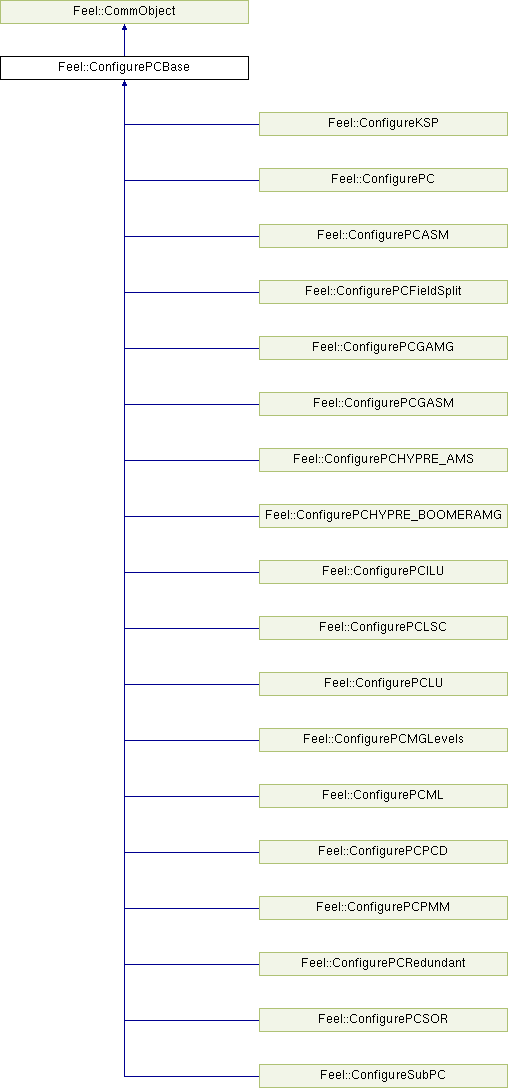 Feel::CommObject
Feel::ConfigurePCBase
Feel::ConfigureKSP
Feel::ConfigurePC
Feel::ConfigurePCASM
Feel::ConfigurePCFieldSplit
Feel::ConfigurePCGAMG
Feel::ConfigurePCGASM
Feel::ConfigurePCHYPRE_AMS
Feel::ConfigurePCHYPRE_BOOMERAMG
Feel::ConfigurePCILU
Feel::ConfigurePCLSC
Feel::ConfigurePCLU
Feel::ConfigurePCMGLevels
Feel::ConfigurePCML
Feel::ConfigurePCPCD
Feel::ConfigurePCPMM
Feel::ConfigurePCRedundant
Feel::ConfigurePCSOR
Feel::ConfigureSubPC